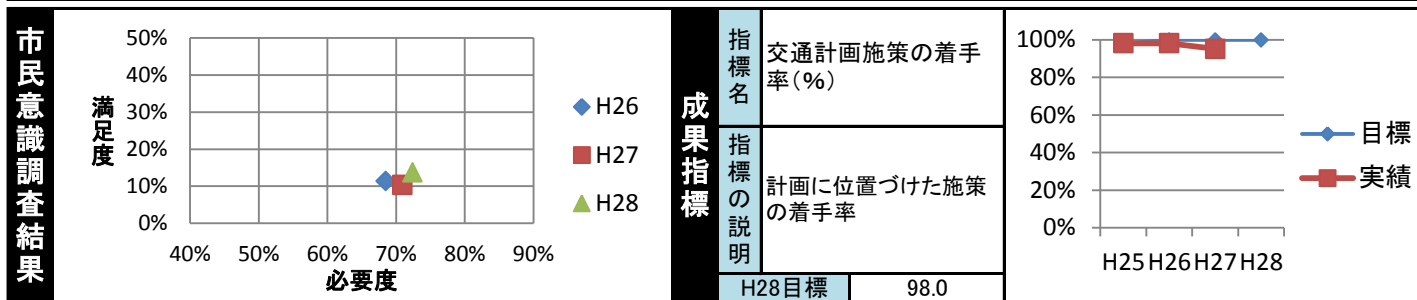 市民意識調査結果
満足度
50%
40%
30%
20%
10%
0%
40% 50% 60% 70% 80% 90%
必要度
H26
H27
H28
成果指標
指標名
交通計画施策の着手
率(%)
指標の説明
計画に位置づけた施策
の着手率
H28目標 98.0
100%
80%
60%
40%
20%
0%
H25 H26 H27 H28
目標
実績